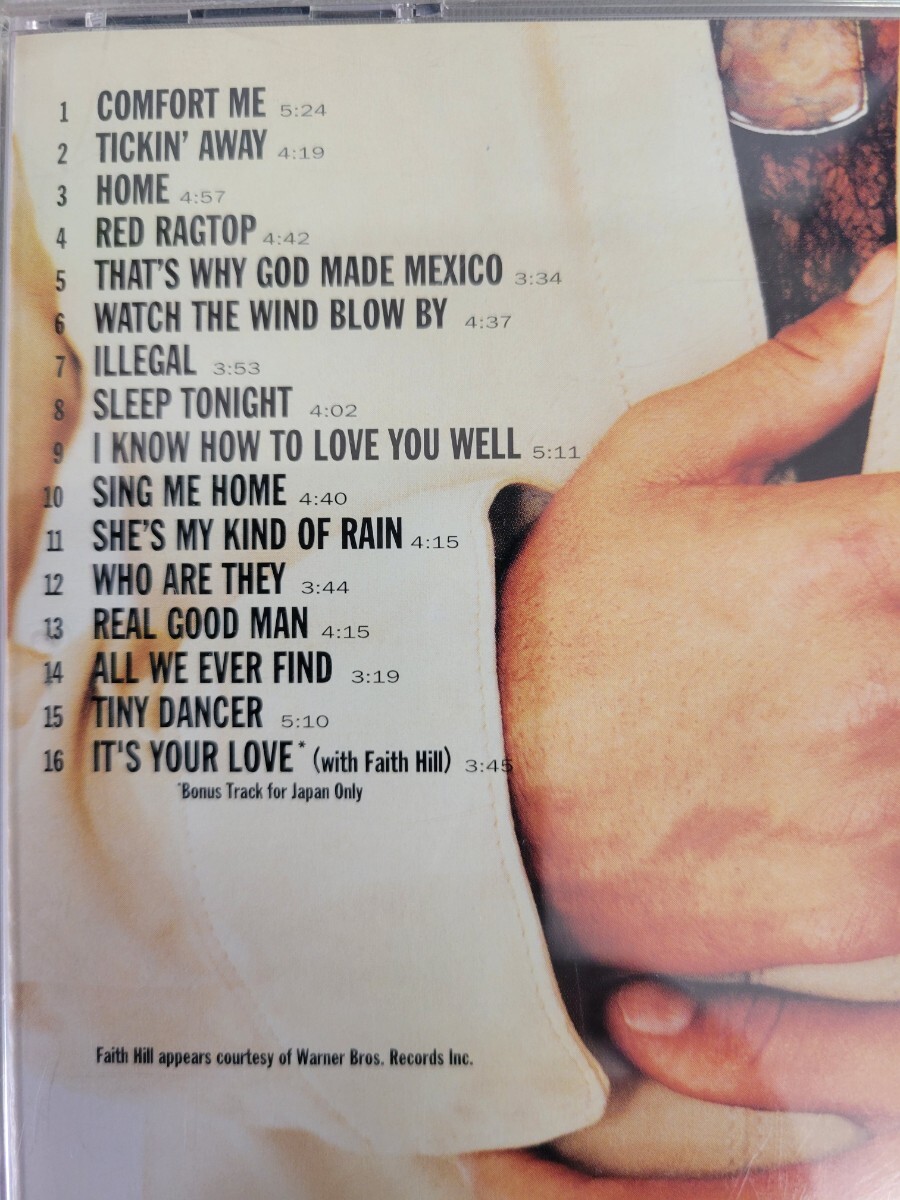 1 COMFORT ME 5:24
2 TICKIN' AWAY 4:19
3 HOME 4:57
4 RED RAGTOP 4:42
5 THAT'S WHY GOD MADE MEXICO 3:34
6 WATCH THE WIND BLOW BY 4:37
7 ILLEGAL 3:53
8 SLEEP TONIGHT 4:02
9 I KNOW HOW TO LOVE YOU WELL 5:11
10 SING ME HOME 4:40
11 SHE'S MY KIND OF RAIN 4:15
12 WHO ARE THEY 3:44
13 REAL GOOD MAN 4:15
14 ALL WE EVER FIND 3:19
15 TINY DANCER 5:10
16 IT'S YOUR LOVE* (with Faith Hill) 3:45
*Bonus Track for Japan Only
Faith Hill appears courtesy of Warner Bros. Records Inc.